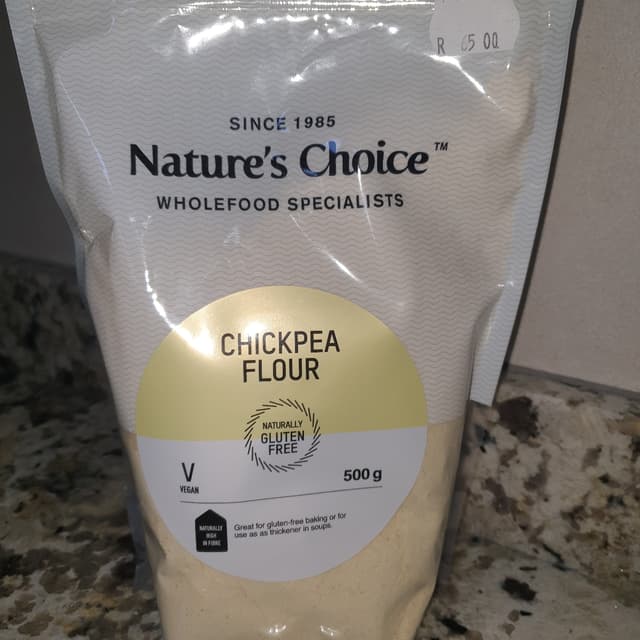 R 65 00
SINCE 1985
Nature's Choice™
WHOLEFOOD SPECIALISTS
CHICKPEA
FLOUR
NATURALLY
GLUTEN
FREE
V
VEGAN
500 g
NATURALLY
HIGH
IN FIBRE
Great for gluten-free baking or for
use as as thickener in soups.